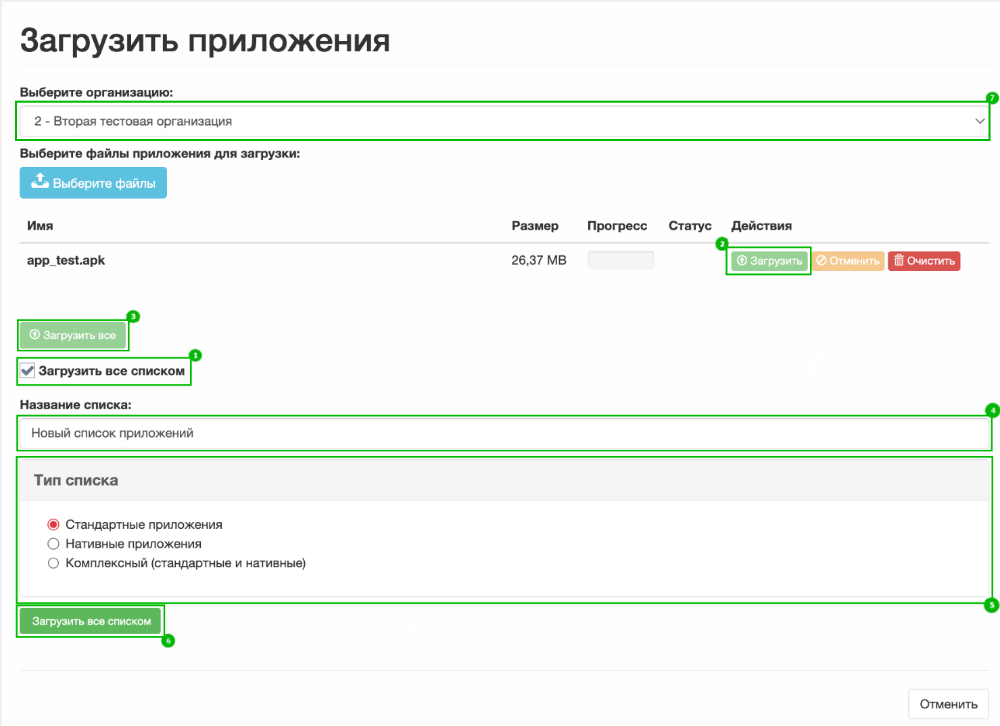 Загрузить приложения
Выберите организацию:
7
2 - Вторая тестовая организация
Выберите файлы приложения для загрузки:
Выберите файлы
Имя Размер Прогресс Статус Действия
2
app_test.apk 26,37 MB Загрузить Отменить Очистить
3
Загрузить все
1
Загрузить все списком
Название списка:
4
Новый список приложений
Тип списка
Стандартные приложения
Нативные приложения
Комплексный (стандартные и нативные)
5
Загрузить все списком
6
Отменить